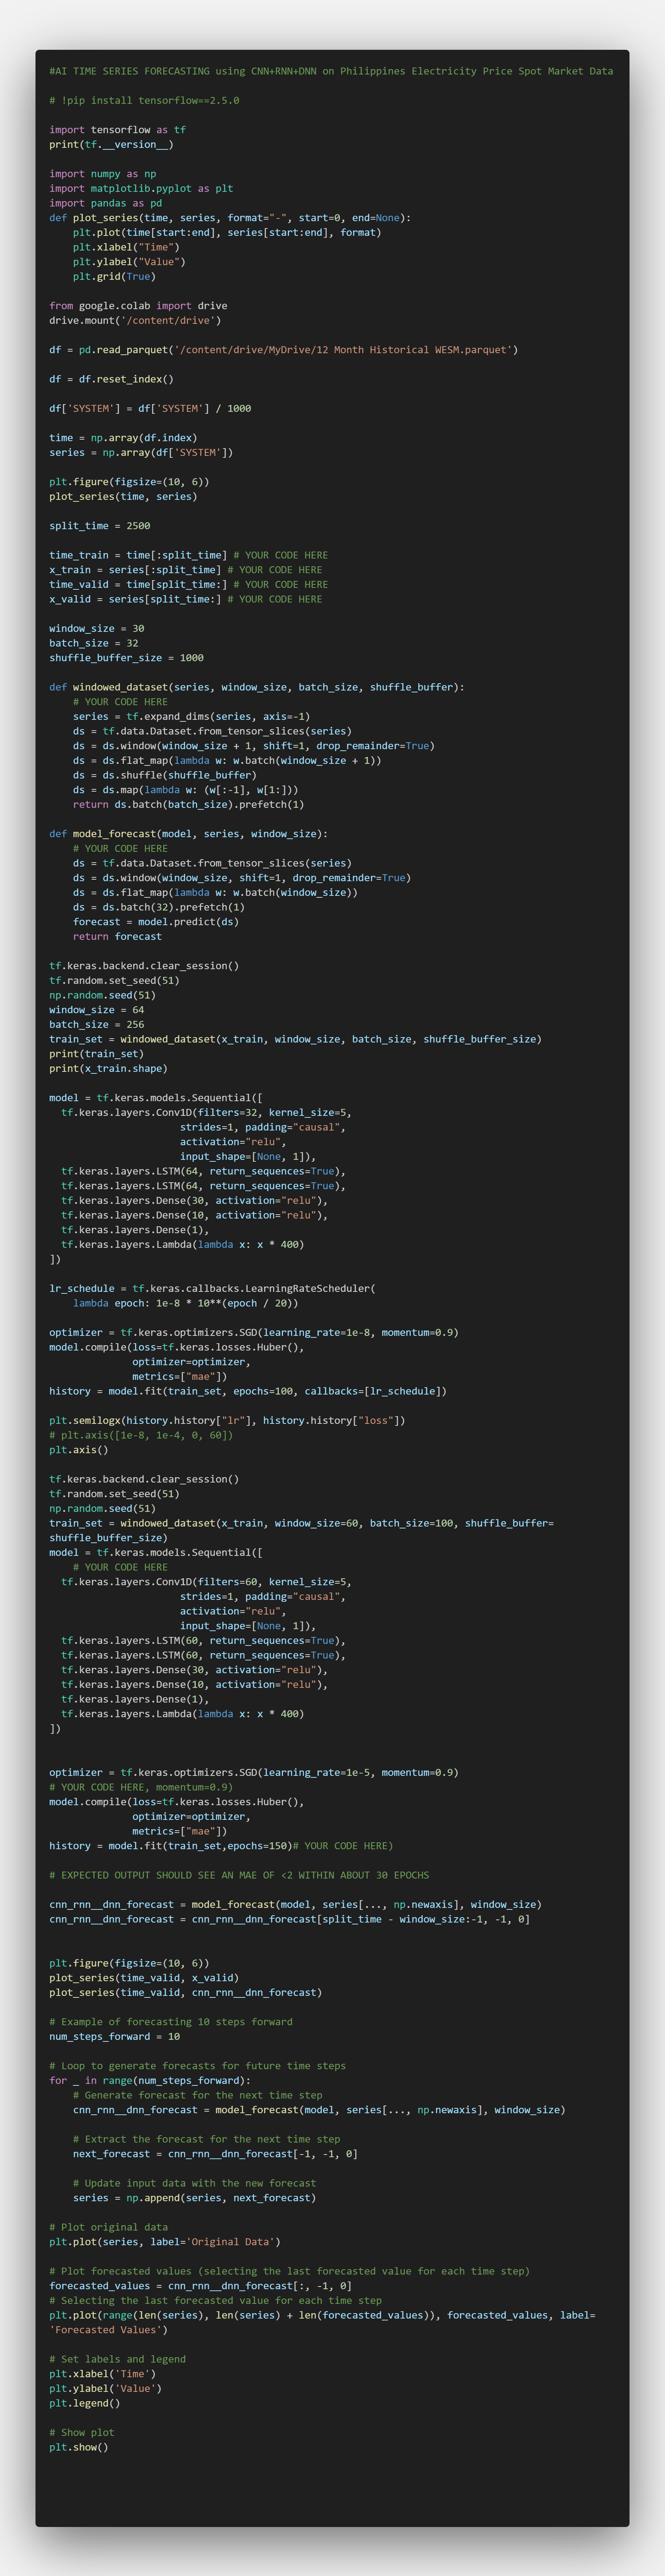 #AI TIME SERIES FORECASTING using CNN+RNN+DNN on Philippines Electricity Price Spot Market Data

# !pip install tensorflow==2.5.0

import tensorflow as tf
print(tf.__version__)

import numpy as np
import matplotlib.pyplot as plt
import pandas as pd
def plot_series(time, series, format="-", start=0, end=None):
    plt.plot(time[start:end], series[start:end], format)
    plt.xlabel("Time")
    plt.ylabel("Value")
    plt.grid(True)

from google.colab import drive
drive.mount('/content/drive')

df = pd.read_parquet('/content/drive/MyDrive/12 Month Historical WESM.parquet')

df = df.reset_index()

df['SYSTEM'] = df['SYSTEM'] / 1000

time = np.array(df.index)
series = np.array(df['SYSTEM'])

plt.figure(figsize=(10, 6))
plot_series(time, series)

split_time = 2500

time_train = time[:split_time] # YOUR CODE HERE
x_train = series[:split_time] # YOUR CODE HERE
time_valid = time[split_time:] # YOUR CODE HERE
x_valid = series[split_time:] # YOUR CODE HERE

window_size = 30
batch_size = 32
shuffle_buffer_size = 1000

def windowed_dataset(series, window_size, batch_size, shuffle_buffer):
    # YOUR CODE HERE
    series = tf.expand_dims(series, axis=-1)
    ds = tf.data.Dataset.from_tensor_slices(series)
    ds = ds.window(window_size + 1, shift=1, drop_remainder=True)
    ds = ds.flat_map(lambda w: w.batch(window_size + 1))
    ds = ds.shuffle(shuffle_buffer)
    ds = ds.map(lambda w: (w[:-1], w[1:]))
    return ds.batch(batch_size).prefetch(1)

def model_forecast(model, series, window_size):
    # YOUR CODE HERE
    ds = tf.data.Dataset.from_tensor_slices(series)
    ds = ds.window(window_size, shift=1, drop_remainder=True)
    ds = ds.flat_map(lambda w: w.batch(window_size))
    ds = ds.batch(32).prefetch(1)
    forecast = model.predict(ds)
    return forecast

tf.keras.backend.clear_session()
tf.random.set_seed(51)
np.random.seed(51)
window_size = 64
batch_size = 256
train_set = windowed_dataset(x_train, window_size, batch_size, shuffle_buffer_size)
print(train_set)
print(x_train.shape)

model = tf.keras.models.Sequential([
  tf.keras.layers.Conv1D(filters=32, kernel_size=5,
                      strides=1, padding="causal",
                      activation="relu",
                      input_shape=[None, 1]),
  tf.keras.layers.LSTM(64, return_sequences=True),
  tf.keras.layers.LSTM(64, return_sequences=True),
  tf.keras.layers.Dense(30, activation="relu"),
  tf.keras.layers.Dense(10, activation="relu"),
  tf.keras.layers.Dense(1),
  tf.keras.layers.Lambda(lambda x: x * 400)
])

lr_schedule = tf.keras.callbacks.LearningRateScheduler(
    lambda epoch: 1e-8 * 10**(epoch / 20))

optimizer = tf.keras.optimizers.SGD(learning_rate=1e-8, momentum=0.9)
model.compile(loss=tf.keras.losses.Huber(),
              optimizer=optimizer,
              metrics=["mae"])
history = model.fit(train_set, epochs=100, callbacks=[lr_schedule])

plt.semilogx(history.history["lr"], history.history["loss"])
# plt.axis([1e-8, 1e-4, 0, 60])
plt.axis()

tf.keras.backend.clear_session()
tf.random.set_seed(51)
np.random.seed(51)
train_set = windowed_dataset(x_train, window_size=60, batch_size=100, shuffle_buffer=
shuffle_buffer_size)
model = tf.keras.models.Sequential([
    # YOUR CODE HERE
  tf.keras.layers.Conv1D(filters=60, kernel_size=5,
                      strides=1, padding="causal",
                      activation="relu",
                      input_shape=[None, 1]),
  tf.keras.layers.LSTM(60, return_sequences=True),
  tf.keras.layers.LSTM(60, return_sequences=True),
  tf.keras.layers.Dense(30, activation="relu"),
  tf.keras.layers.Dense(10, activation="relu"),
  tf.keras.layers.Dense(1),
  tf.keras.layers.Lambda(lambda x: x * 400)
])


optimizer = tf.keras.optimizers.SGD(learning_rate=1e-5, momentum=0.9)
# YOUR CODE HERE, momentum=0.9)
model.compile(loss=tf.keras.losses.Huber(),
              optimizer=optimizer,
              metrics=["mae"])
history = model.fit(train_set,epochs=150)# YOUR CODE HERE)

# EXPECTED OUTPUT SHOULD SEE AN MAE OF <2 WITHIN ABOUT 30 EPOCHS

cnn_rnn__dnn_forecast = model_forecast(model, series[..., np.newaxis], window_size)
cnn_rnn__dnn_forecast = cnn_rnn__dnn_forecast[split_time - window_size:-1, -1, 0]


plt.figure(figsize=(10, 6))
plot_series(time_valid, x_valid)
plot_series(time_valid, cnn_rnn__dnn_forecast)

# Example of forecasting 10 steps forward
num_steps_forward = 10

# Loop to generate forecasts for future time steps
for _ in range(num_steps_forward):
    # Generate forecast for the next time step
    cnn_rnn__dnn_forecast = model_forecast(model, series[..., np.newaxis], window_size)

    # Extract the forecast for the next time step
    next_forecast = cnn_rnn__dnn_forecast[-1, -1, 0]

    # Update input data with the new forecast
    series = np.append(series, next_forecast)

# Plot original data
plt.plot(series, label='Original Data')

# Plot forecasted values (selecting the last forecasted value for each time step)
forecasted_values = cnn_rnn__dnn_forecast[:, -1, 0]
# Selecting the last forecasted value for each time step
plt.plot(range(len(series), len(series) + len(forecasted_values)), forecasted_values, label=
'Forecasted Values')

# Set labels and legend
plt.xlabel('Time')
plt.ylabel('Value')
plt.legend()

# Show plot
plt.show()